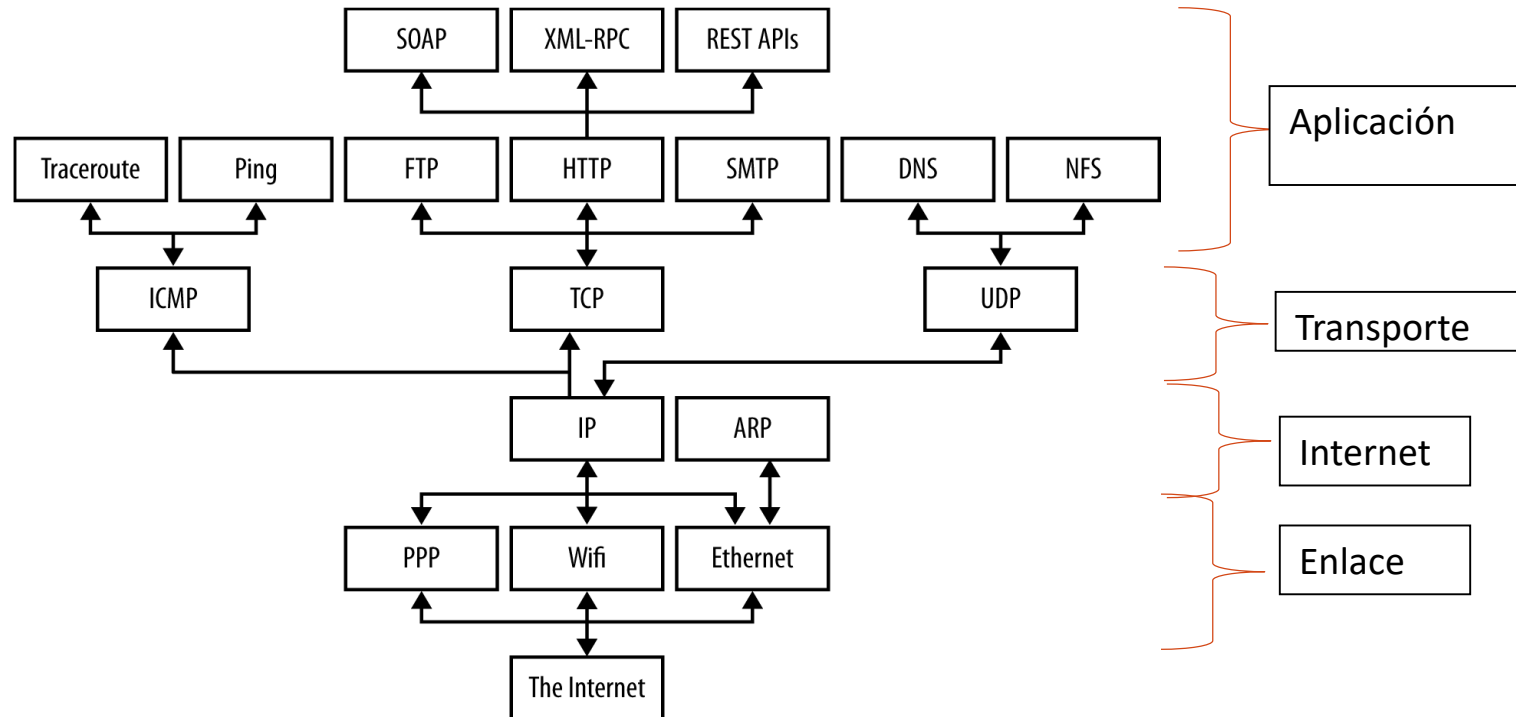 SOAP
XML-RPC
REST APIs
Aplicación
Traceroute
Ping
FTP
HTTP
SMTP
DNS
NFS
ICMP
TCP
UDP
Transporte
IP
ARP
Internet
PPP
Wifi
Ethernet
Enlace
The Internet